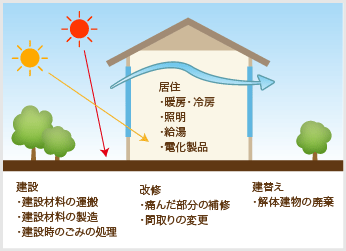 居住
・暖房・冷房
・照明
・給湯
・電化製品
建設
・建設材料の運搬
・建設材料の製造
・建設時のごみの処理
改修
・痛んだ部分の補修
・間取りの変更
建替え
・解体建物の廃棄